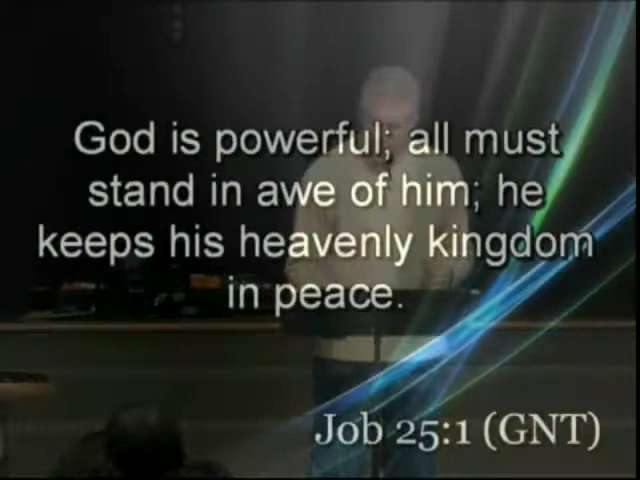 God is powerful; all must
stand in awe of him; he
keeps his heavenly kingdom
in peace.
Job 25:1 (GNT)